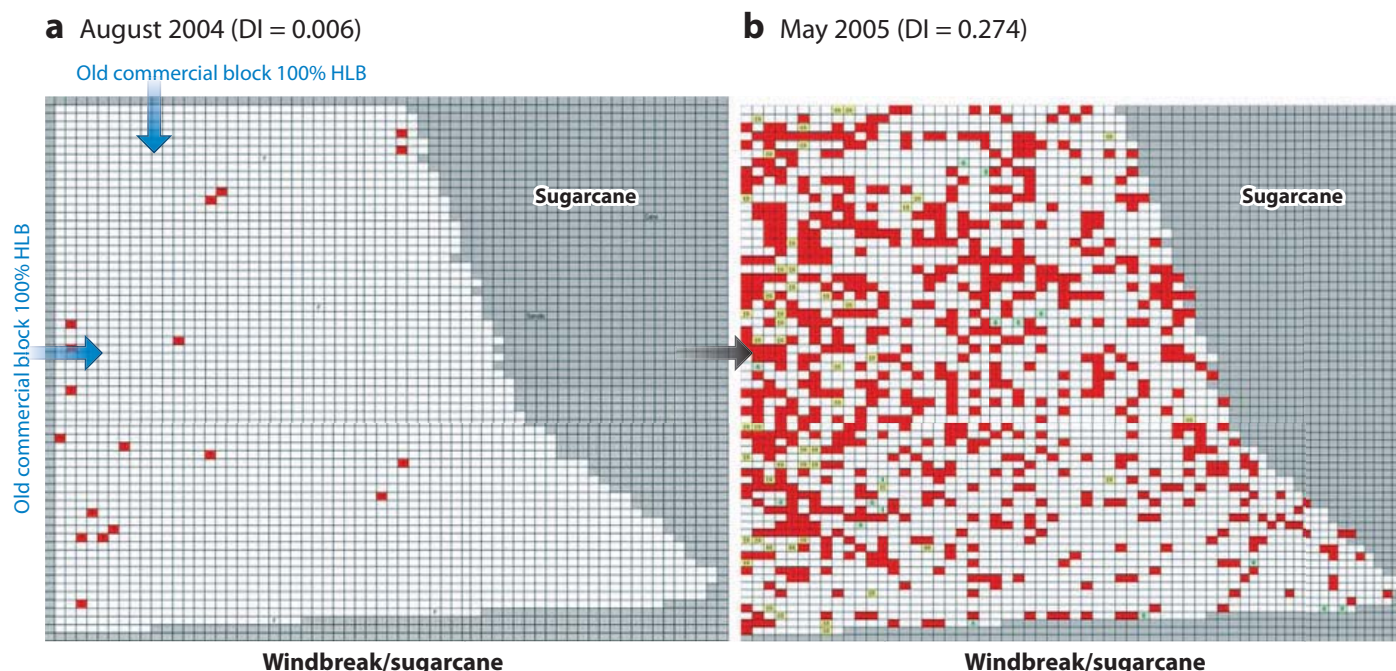 a August 2004 (DI = 0.006)
Old commercial block 100% HLB
Old commercial block 100% HLB
Sugarcane
Windbreak/sugarcane
b May 2005 (DI = 0.274)
Sugarcane
Windbreak/sugarcane